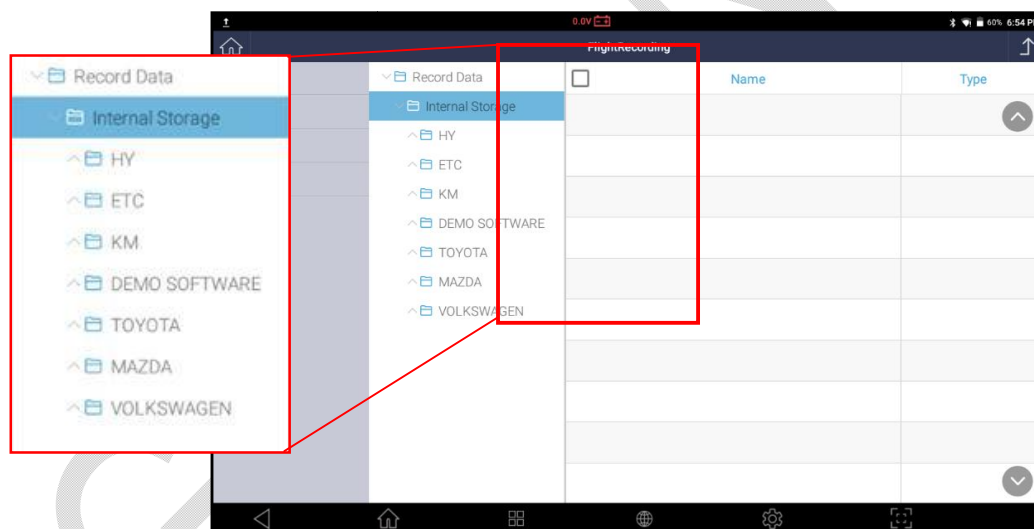 0.0V
60% 6:54 P
FlightRecording
Record Data
Internal Storage
HY
ETC
KM
DEMO SOFTWARE
TOYOTA
MAZDA
VOLKSWAGEN
Record Data
Internal Storage
HY
ETC
KM
DEMO SOFTWARE
TOYOTA
MAZDA
VOLKSWAGEN
Name
Type